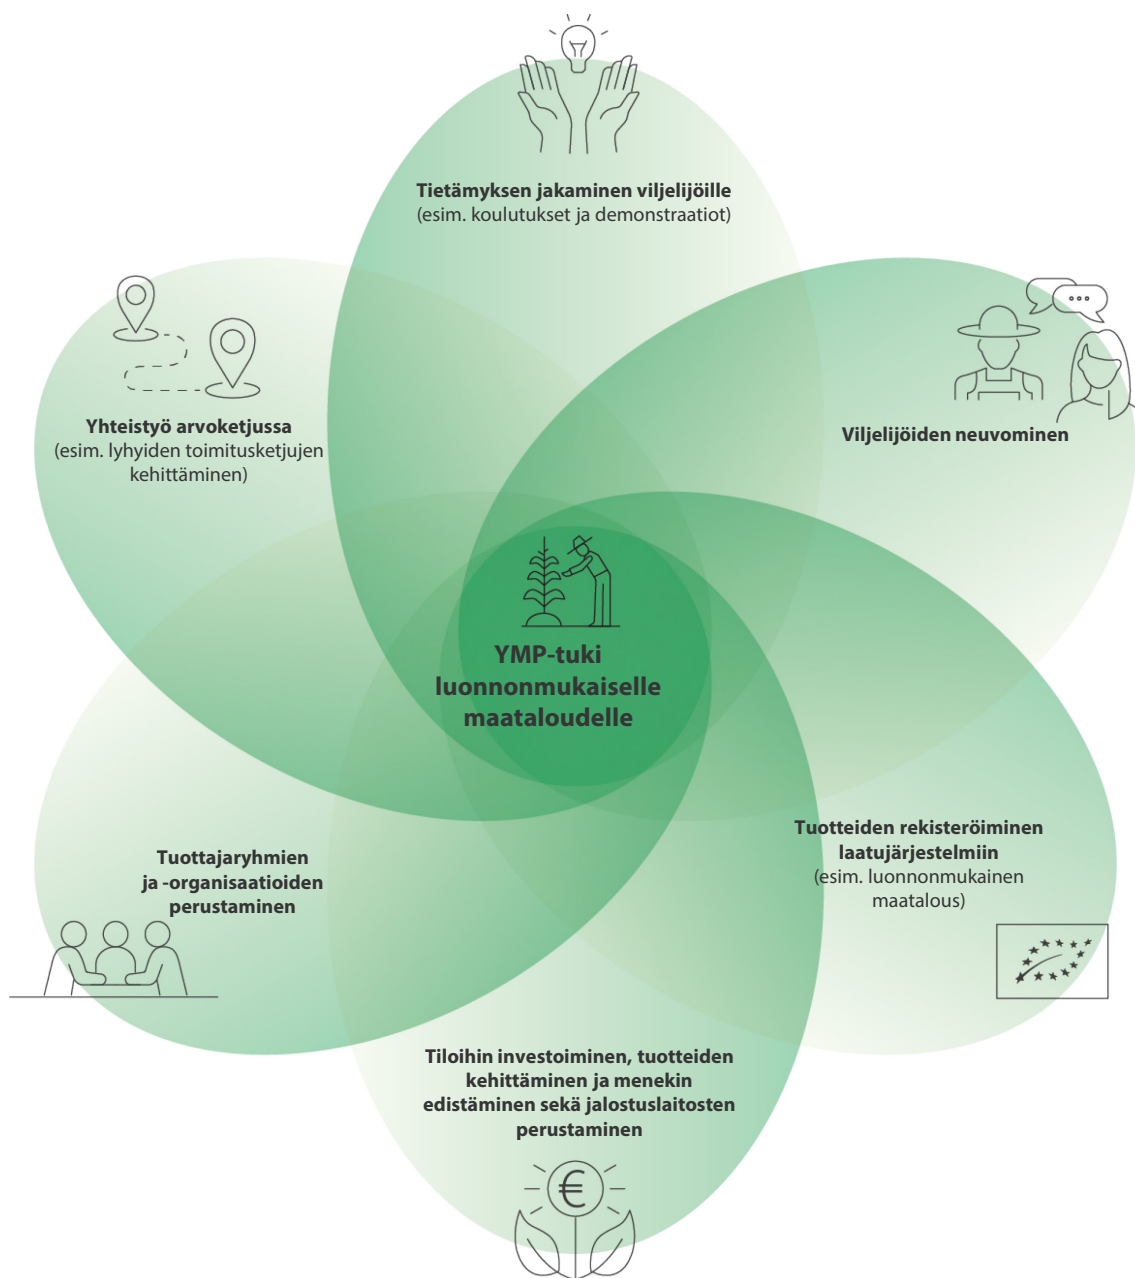 Tietämyksen jakaminen viljelijöille
(esim. koulutukset ja demonstraatiot)
Yhteistyö arvoketjussa
(esim. lyhyiden toimitusketjujen
kehittäminen)
Viljelijöiden neuvominen
YMP-tuki
luonnonmukaiselle
maataloudelle
Tuottajaryhmien
ja -organisaatioiden
perustaminen
Tuotteiden rekisteröiminen
laatujärjestelmiin
(esim. luonnonmukainen
maatalous)
Tiloihin investoiminen, tuotteiden
kehittäminen ja menekin
edistäminen sekä jalostuslaitosten
perustaminen
€